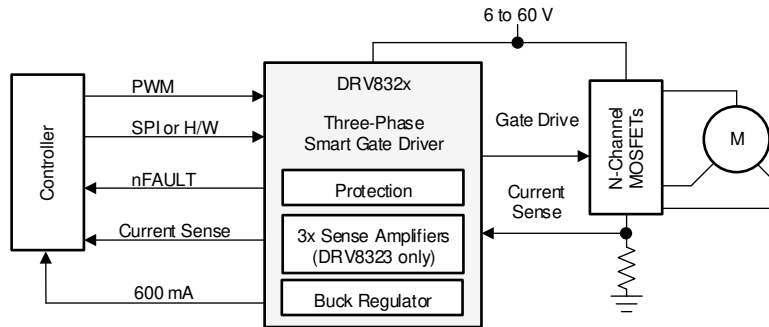 6 to 60 V
Controller
PWM
SPI or H/W
nFAULT
Current Sense
600 mA
DRV832x
Three-Phase
Smart Gate Driver
Protection
3x Sense Amplifiers
(DRV8323 only)
Buck Regulator
Gate Drive
Current
Sense
N-Channel
MOSFETs
M